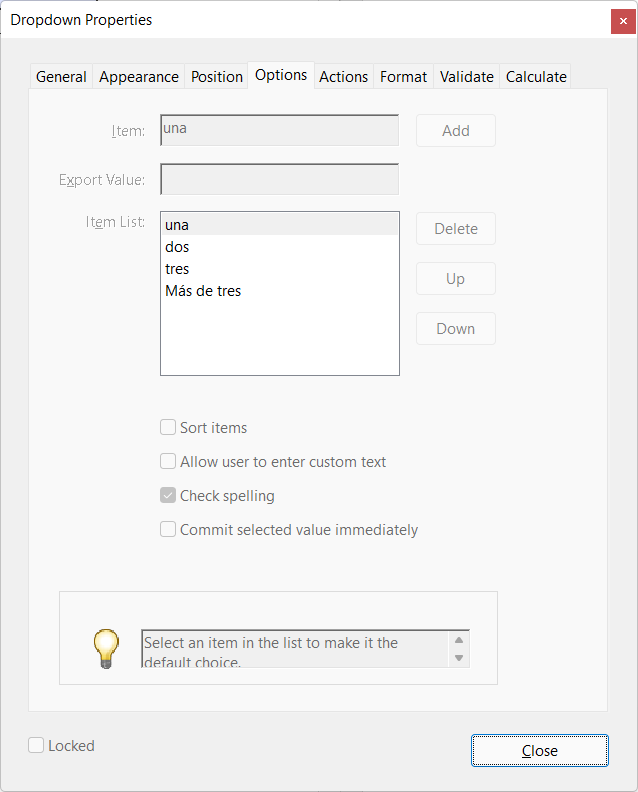 Dropdown Properties
General Appearance Position Options Actions Format Validate Calculate
Item: una Add
Export Value:
Item List: una Delete
dos
tres Up
Más de tres
Down
Sort items
Allow user to enter custom text
Check spelling
Commit selected value immediately
Select an item in the list to make it the
default choice.
Locked Close